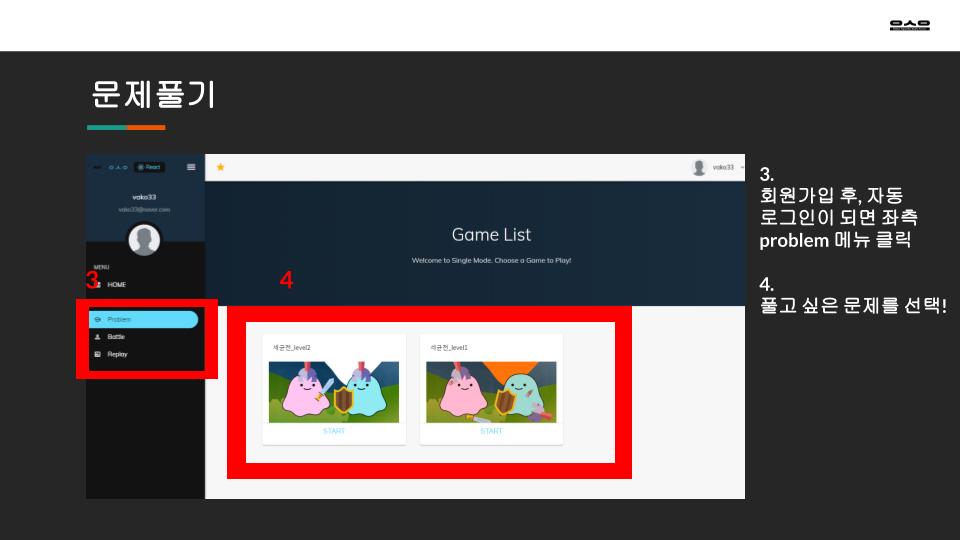 ㅇㅅㅇ
문제풀기
ㅇㅅㅇ
React
vako33
vako33@naver.com
MENU
3
HOME
Problem
Battle
Replay
vako33
Game List
Welcome to Single Mode. Choose a Game to Play!
4
세균전_level2
START
세균전_level1
START
3.
회원가입 후, 자동
로그인이 되면 좌측
problem 메뉴 클릭
4.
풀고 싶은 문제를 선택!